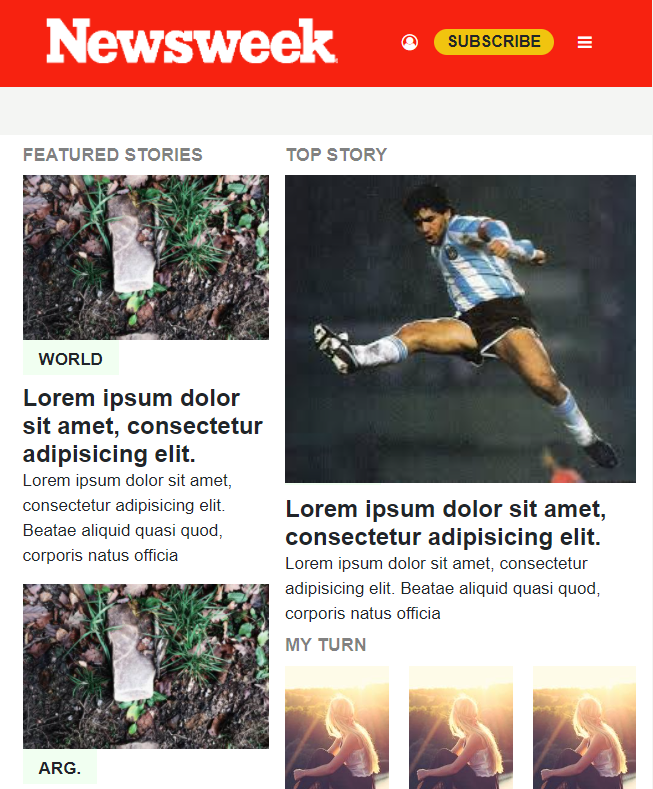 Newsweek
SUBSCRIBE
FEATURED STORIES
WORLD
Lorem ipsum dolor
sit amet, consectetur
adipisicing elit.
Lorem ipsum dolor sit amet,
consectetur adipisicing elit.
Beatae aliquid quasi quod,
corporis natus officia
ARG.
TOP STORY
Lorem ipsum dolor sit amet,
consectetur adipisicing elit.
Lorem ipsum dolor sit amet, consectetur
adipisicing elit. Beatae aliquid quasi quod,
corporis natus officia
MY TURN